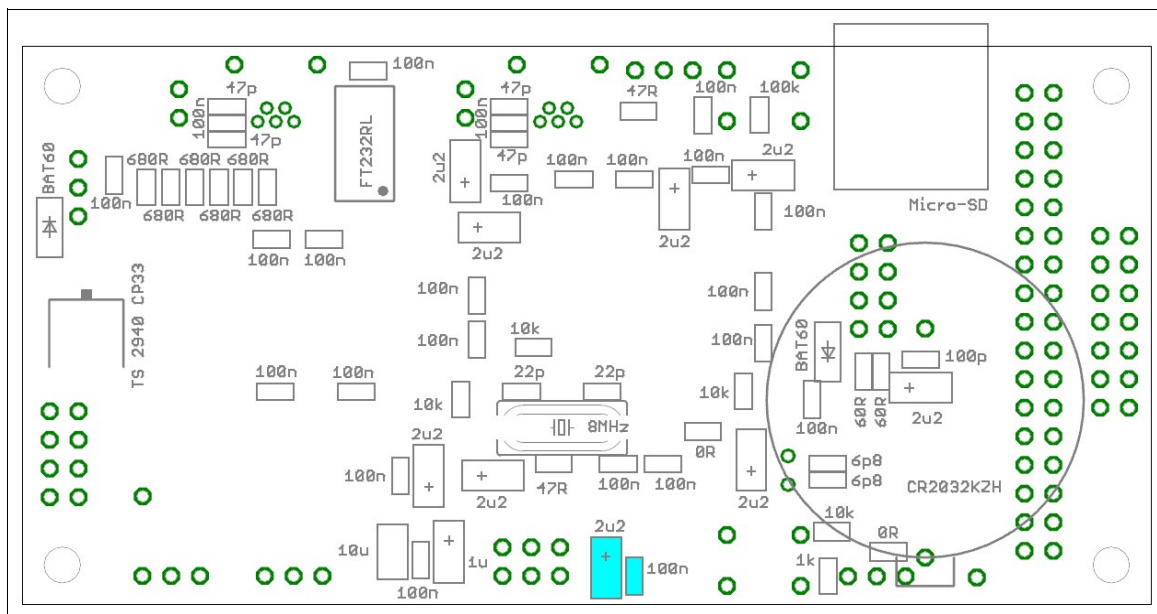 100n
47p
100n
47p
47p
100n
47p
47R
100n
100k
BAT60
680R 680R 680R
100n
680R 680R 680R
FT232RL
2u2
100n
100n
100n
100n
2u2
100n
2u2
Micro-SD
100n 100n
2u2
TS 2940 CP33
100n
100n
10k
100n
100n
BAT60
100p
60R 60R
2u2
100n
100n
100n
10k
22p
22p
8MHz
10k
0R
2u2
100n
2u2
47R
100n
100n
2u2
6p8
6p8
CR2032KZH
10k
0R
1k
10u
100n
1u
2u2
100n